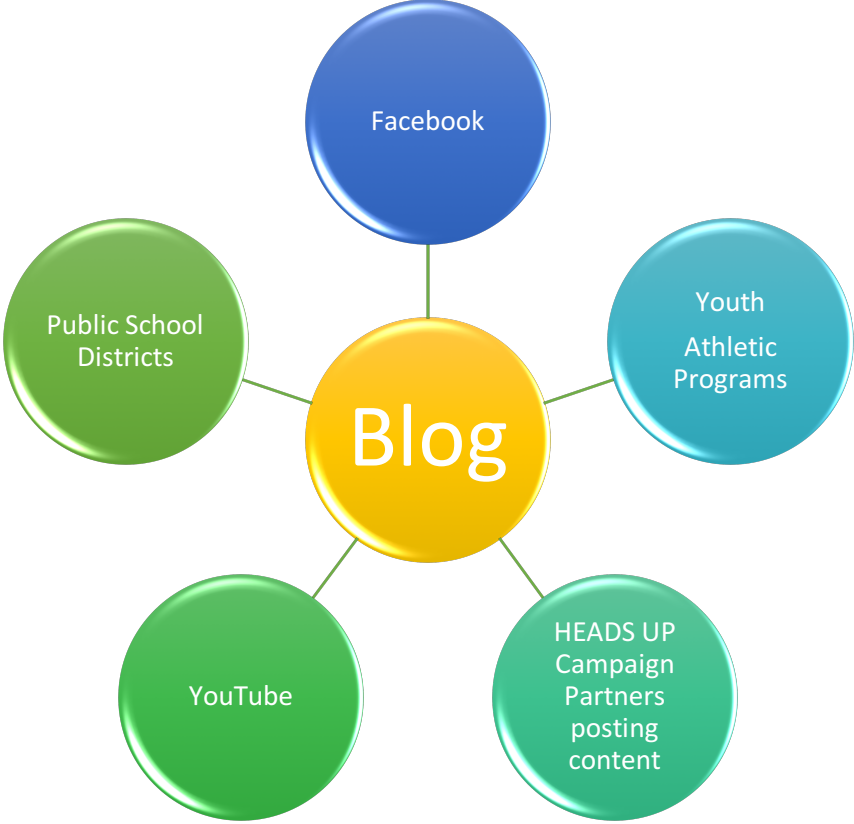 Facebook
Public School
Districts
Youth
Athletic
Programs
Blog
YouTube
HEADS UP
Campaign
Partners
posting
content